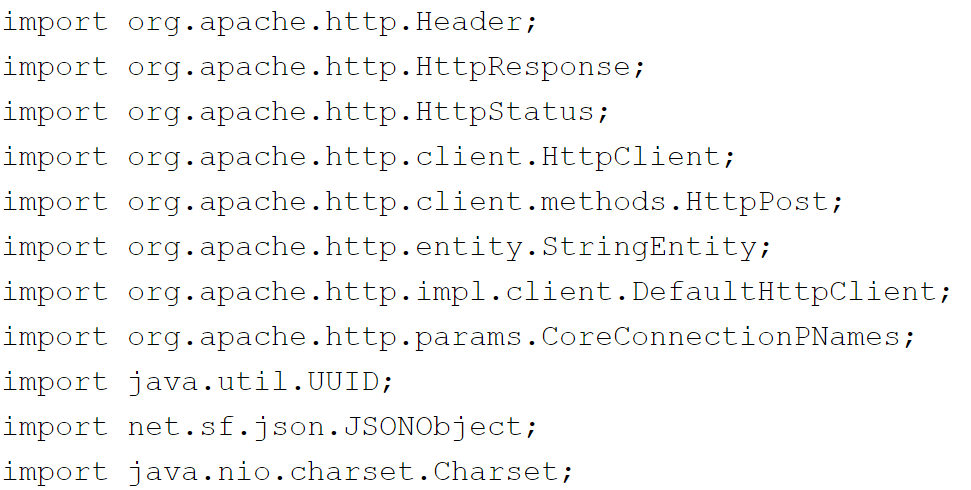 import org.apache.http.Header;
import org.apache.http.HttpResponse;
import org.apache.http.HttpStatus;
import org.apache.http.client.HttpClient;
import org.apache.http.client.methods.HttpPost;
import org.apache.http.entity.StringEntity;
import org.apache.http.impl.client.DefaultHttpClient;
import org.apache.http.params.CoreConnectionPNames;
import java.util.UUID;
import net.sf.json.JSONObject;
import java.nio.charset.Charset;